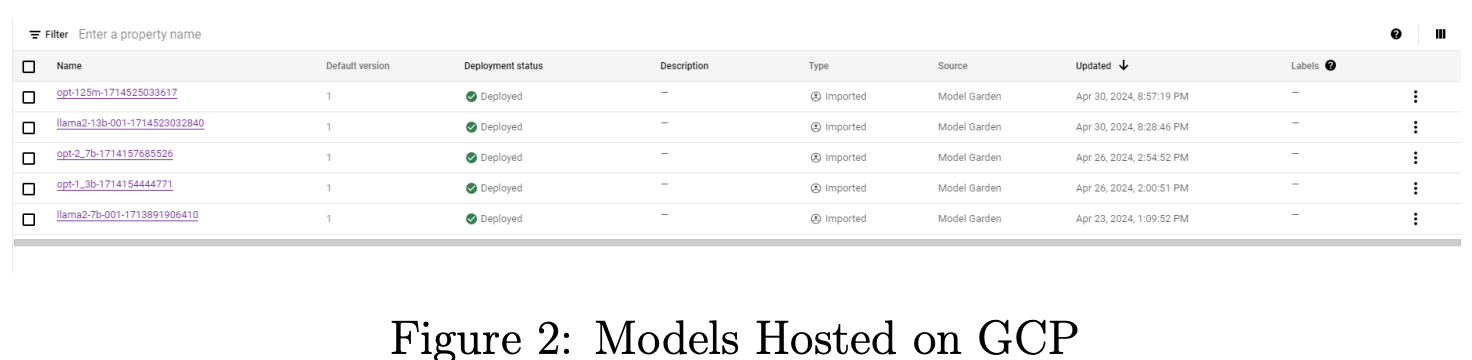 Filter Enter a property name
Name Default version Deployment status Description Type Source Updated Labels
opt-125m-1714525033617 1 Deployed — Imported Model Garden Apr 30, 2024, 8:57:19 PM —
llama2-13b-001-1714523032840 1 Deployed — Imported Model Garden Apr 30, 2024, 8:28:46 PM —
opt-2_7b-1714157685526 1 Deployed — Imported Model Garden Apr 26, 2024, 2:54:52 PM —
opt-1_3b-1714154444771 1 Deployed — Imported Model Garden Apr 26, 2024, 2:00:51 PM —
llama2-7b-001-1713891906410 1 Deployed — Imported Model Garden Apr 23, 2024, 1:09:52 PM —
Figure 2: Models Hosted on GCP